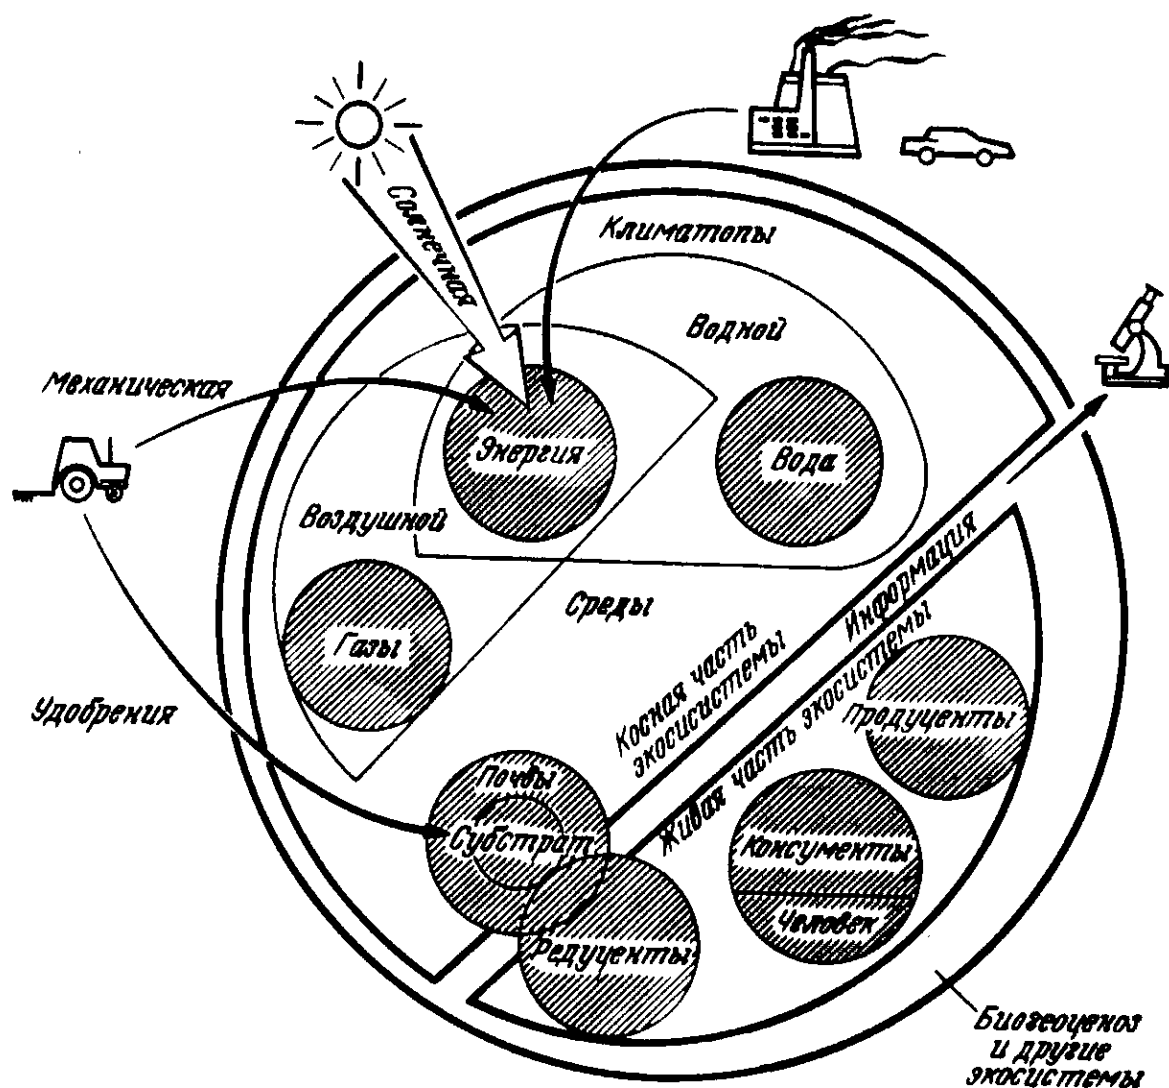 Солнечная
Климатопы
Водной
Механическая
Энергия
Вода
Воздушной
Среды
Газы
Информация
Косная часть
экосисистемы
Живая часть экосистемы
Удобрения
Продуценты
Почвы
Субстрат
Консументы
Человек
Редуценты
Биогеоценоз
и другие
экосистемы